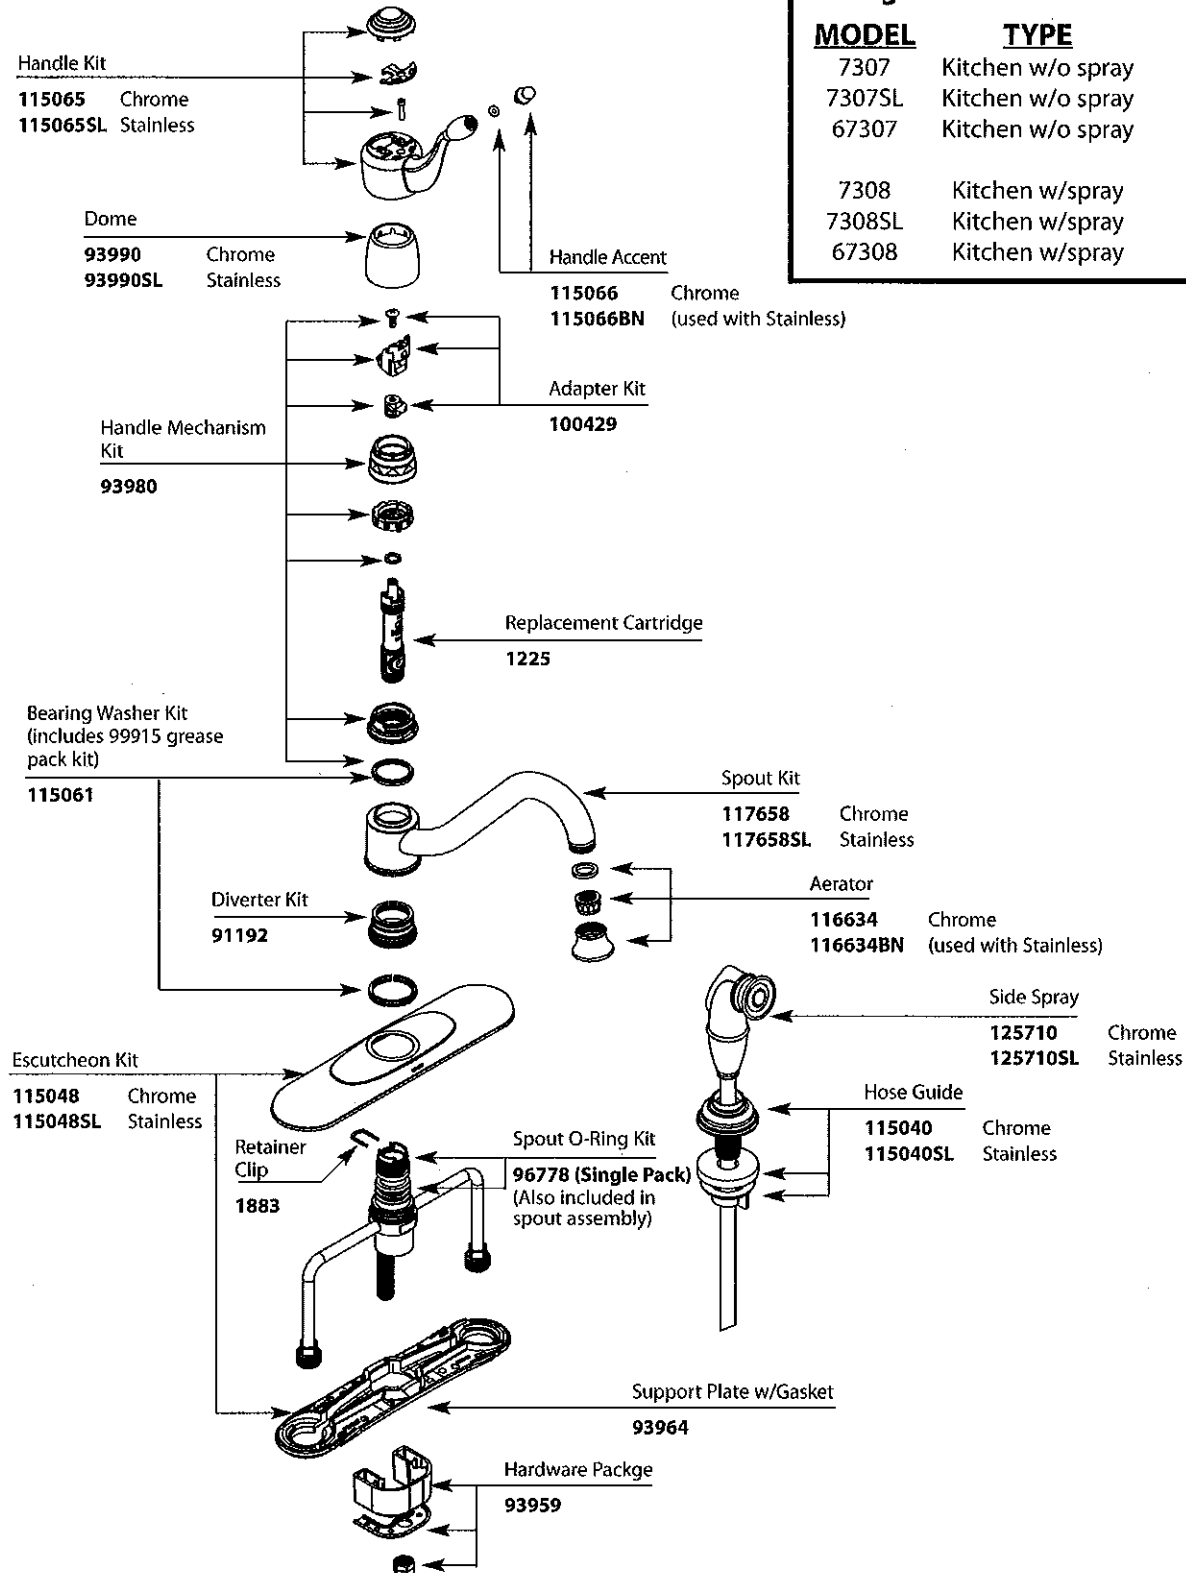 MODEL TYPE
7307 Kitchen w/o spray
7307SL Kitchen w/o spray
67307 Kitchen w/o spray
7308 Kitchen w/spray
7308SL Kitchen w/spray
67308 Kitchen w/spray
Handle Kit
115065 Chrome
115065SL Stainless
Dome
93990 Chrome
93990SL Stainless
Handle Accent
115066 Chrome
115066BN (used with Stainless)
Adapter Kit
100429
Handle Mechanism
Kit
93980
Replacement Cartridge
1225
Bearing Washer Kit
(includes 99915 grease
pack kit)
115061
Spout Kit
117658 Chrome
117658SL Stainless
Aerator
116634 Chrome
116634BN (used with Stainless)
Diverter Kit
91192
Side Spray
125710 Chrome
125710SL Stainless
Escutcheon Kit
115048 Chrome
115048SL Stainless
Hose Guide
115040 Chrome
115040SL Stainless
Retainer
Clip
1883
Spout O-Ring Kit
96778 (Single Pack)
(Also included in
spout assembly)
Support Plate w/Gasket
93964
Hardware Packge
93959